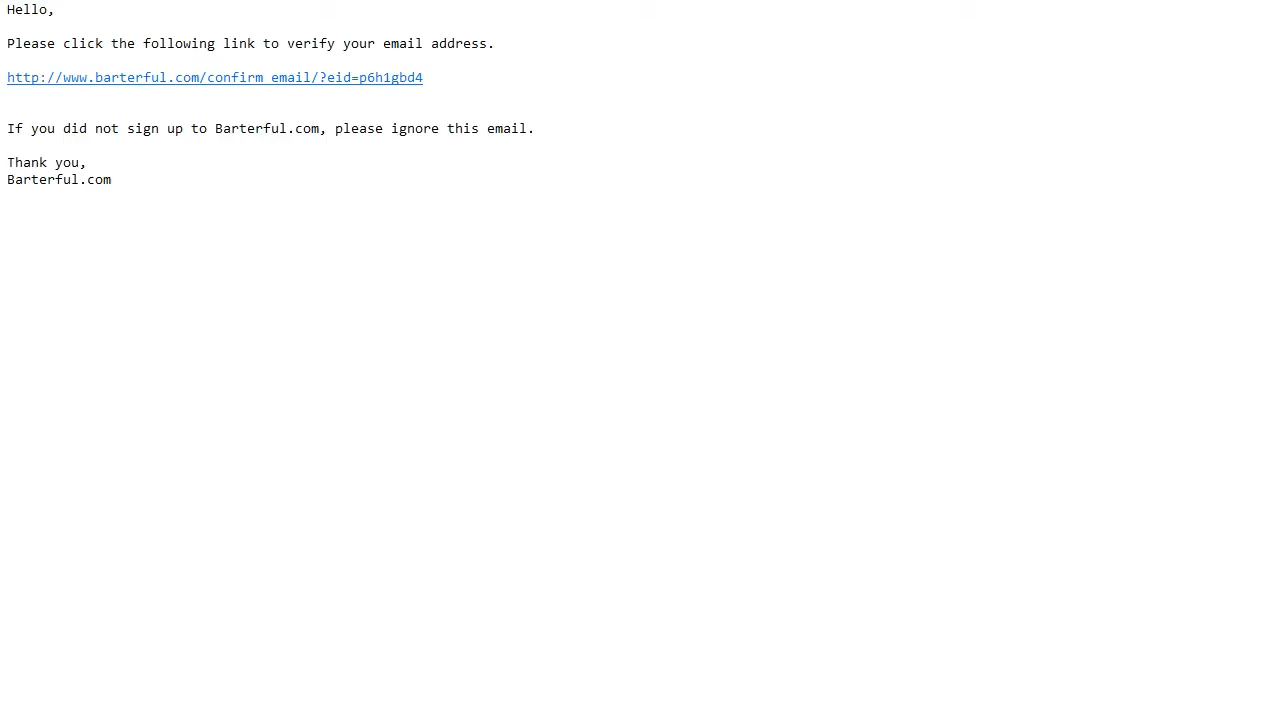 Hello,
Please click the following link to verify your email address.
http://www.barterful.com/confirm_email/?eid=p6h1gbd4
If you did not sign up to Barterful.com, please ignore this email.
Thank you,
Barterful.com